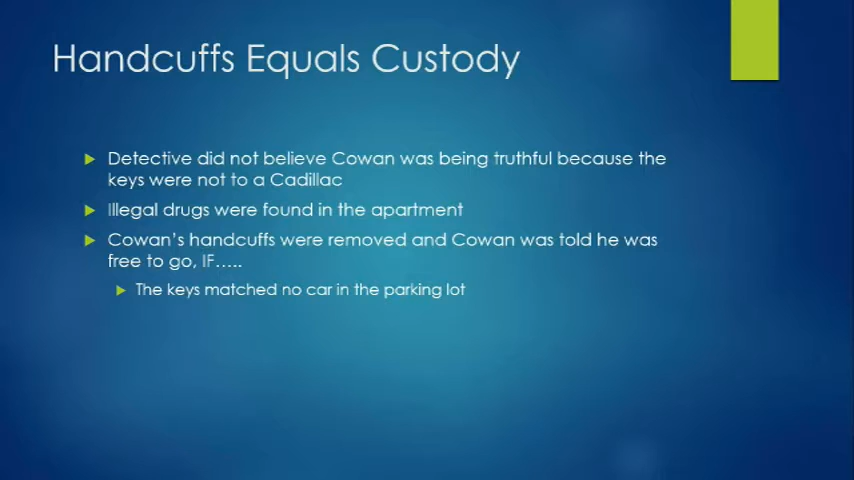 Handcuffs Equals Custody
Detective did not believe Cowan was being truthful because the
keys were not to a Cadillac
Illegal drugs were found in the apartment
Cowan's handcuffs were removed and Cowan was told he was
free to go, IF.....
The keys matched no car in the parking lot